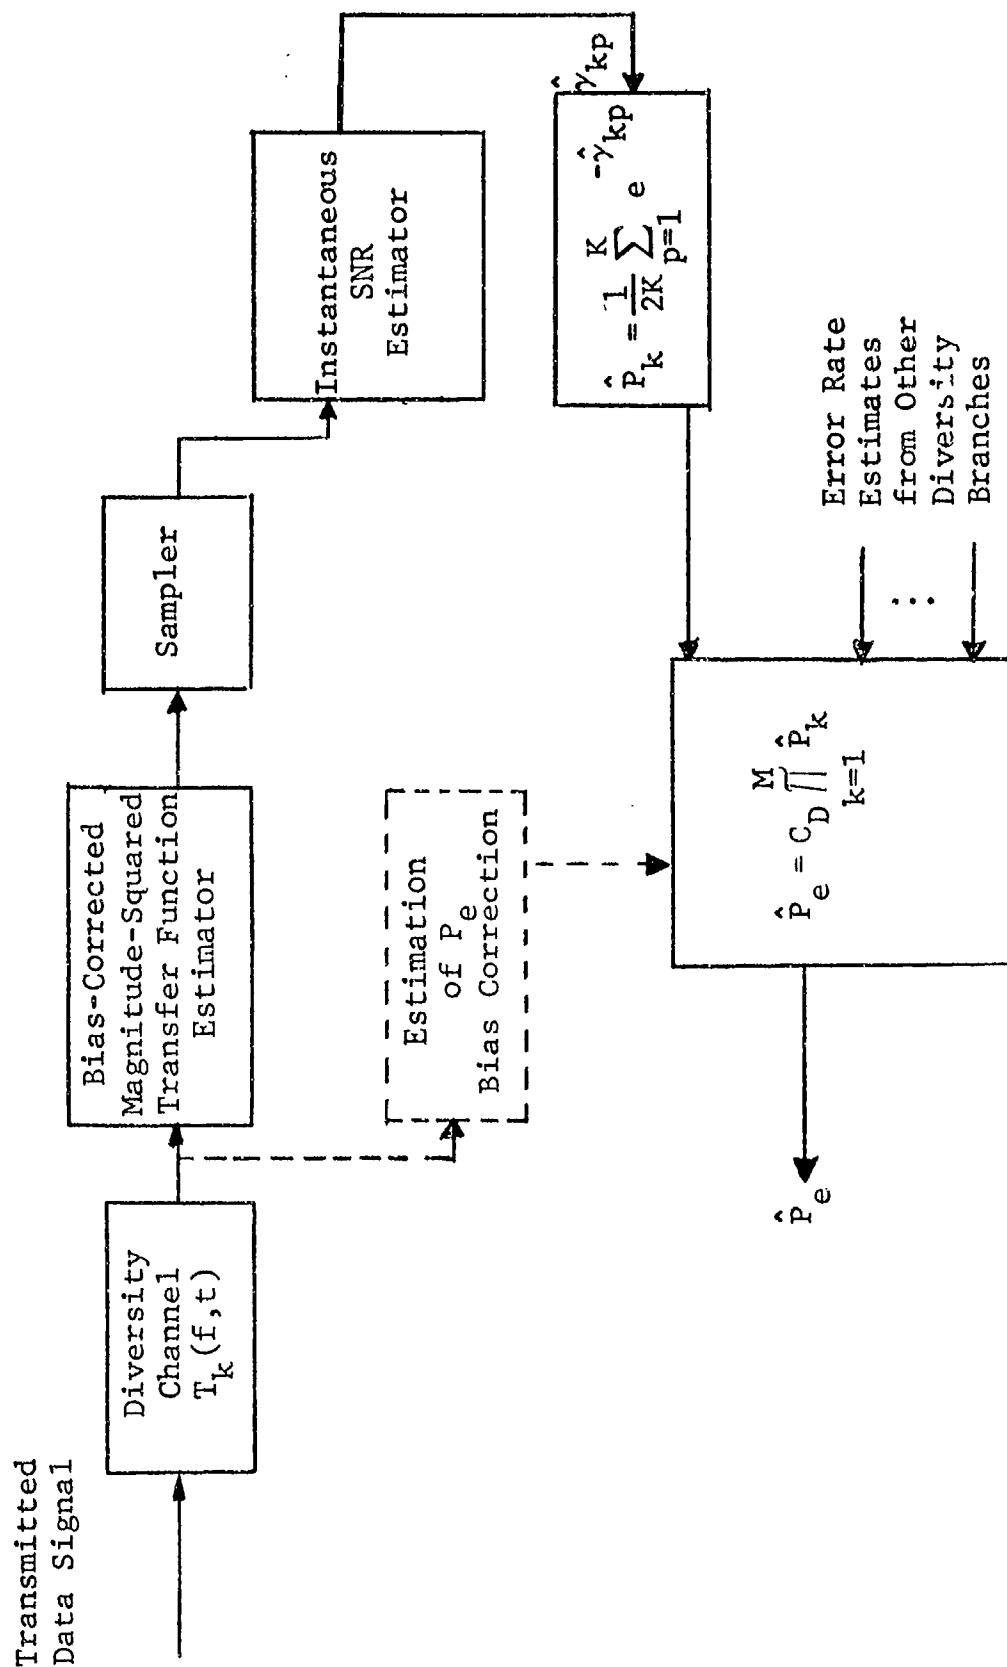 Transmitted
Data Signal
Diversity
Channel
T_k(f,t)
Bias-Corrected
Magnitude-Squared
Transfer Function
Estimator
Sampler
Instantaneous
SNR
Estimator
γ̂_kp
P̂_k = 1/2K ∑_{p=1}^{K} e^{-γ̂_kp}
Estimation
of P_e
Bias Correction
Error Rate
Estimates
from Other
Diversity
Branches
P̂_e = C_D ∏_{k=1}^{M} P̂_k
P̂_e